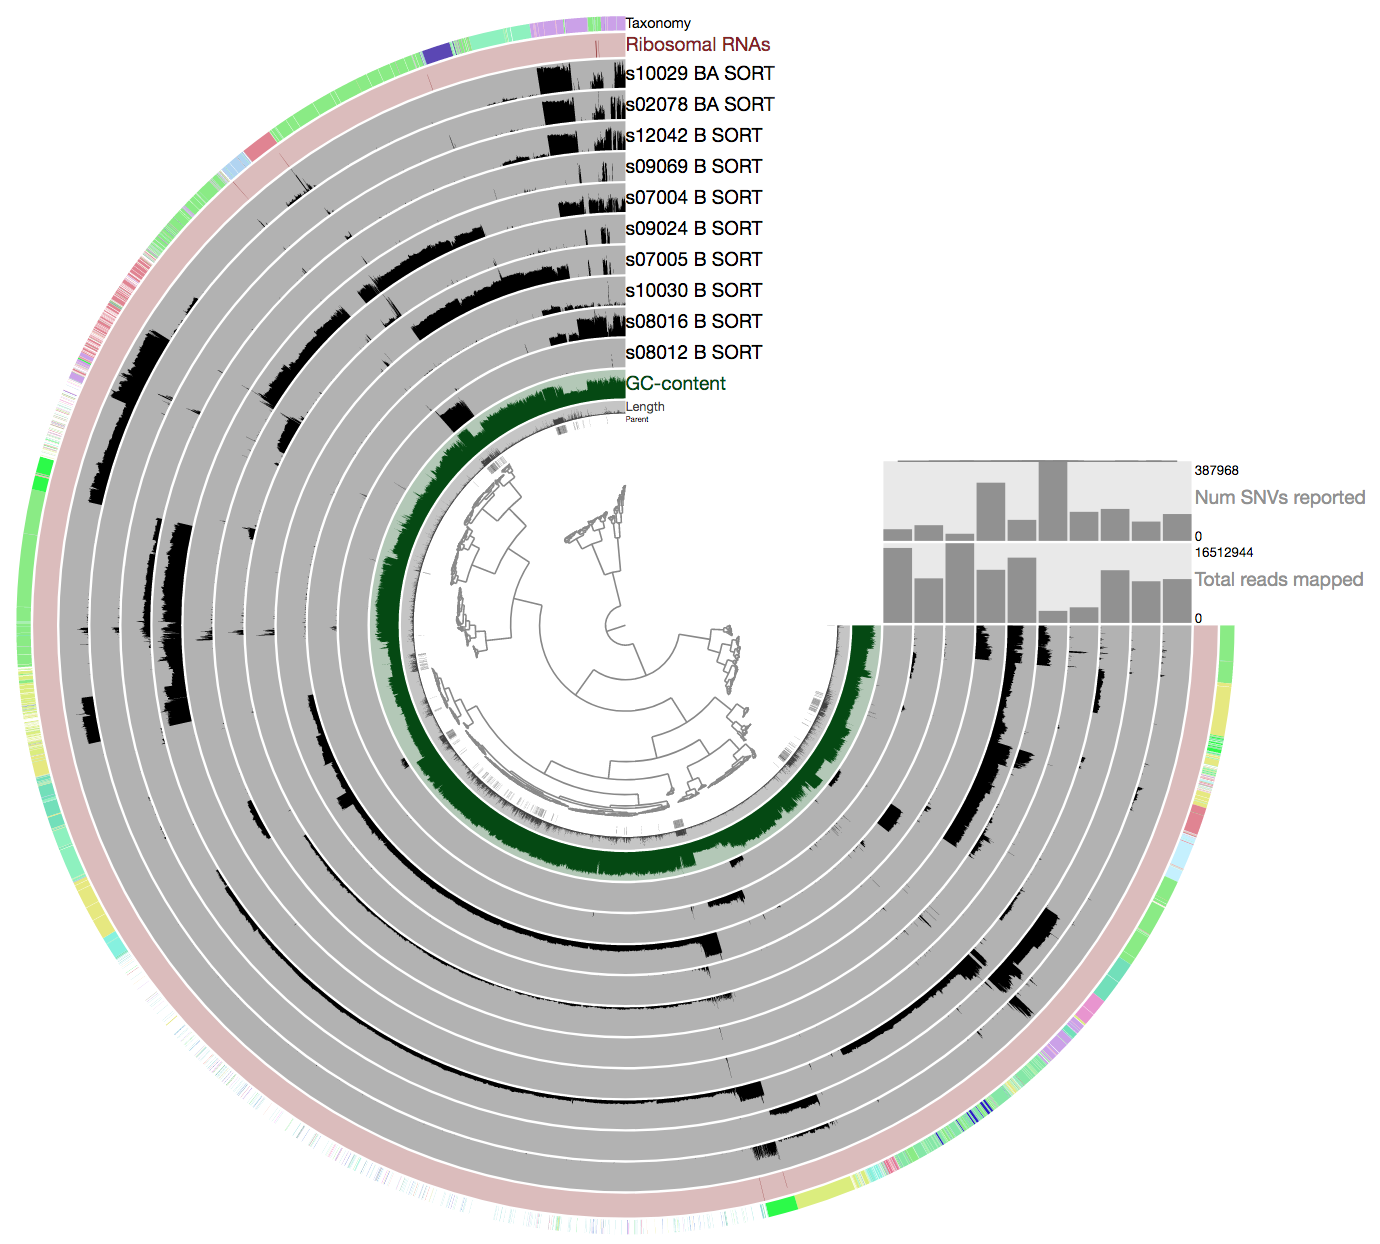 Taxonomy
Ribosomal RNAs
s10029 BA SORT
s02078 BA SORT
s12042 B SORT
s09069 B SORT
s07004 B SORT
s09024 B SORT
s07005 B SORT
s10030 B SORT
s08016 B SORT
s08012 B SORT
GC-content
Length
Parent
387968
Num SNVs reported
0
16512944
Total reads mapped
0